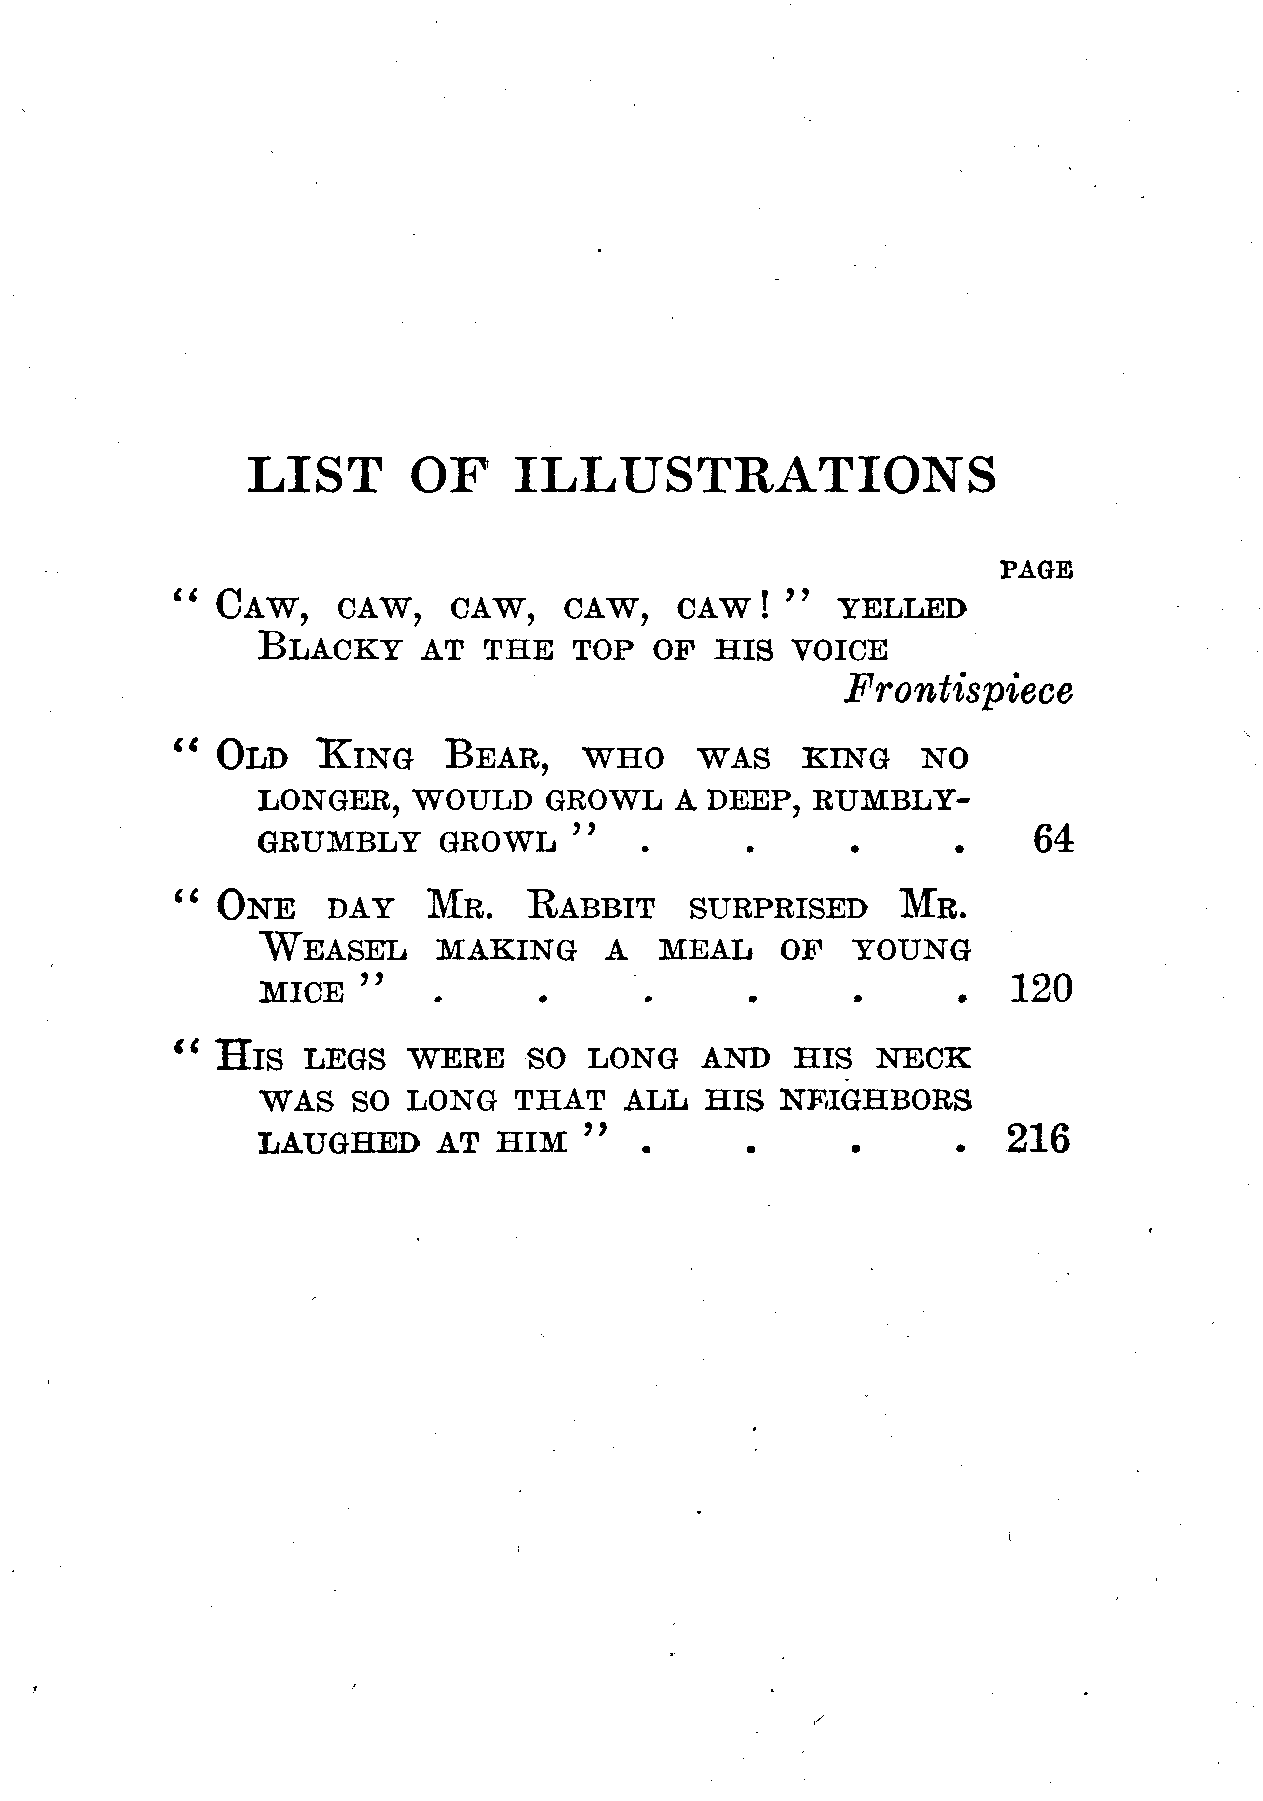 LIST OF ILLUSTRATIONS
PAGE
“ Caw, caw, caw, caw, caw! ” yelled
Blacky at the top of his voice
Frontispiece
“ Old King Bear, who was king no
longer, would growl a deep, rumbly-
grumbly growl ” . . . . 64
“ One day Mr. Rabbit surprised Mr.
Weasel making a meal of young
mice ” . . . . . . 120
“ His legs were so long and his neck
was so long that all his neighbors
laughed at him ” . . . . 216